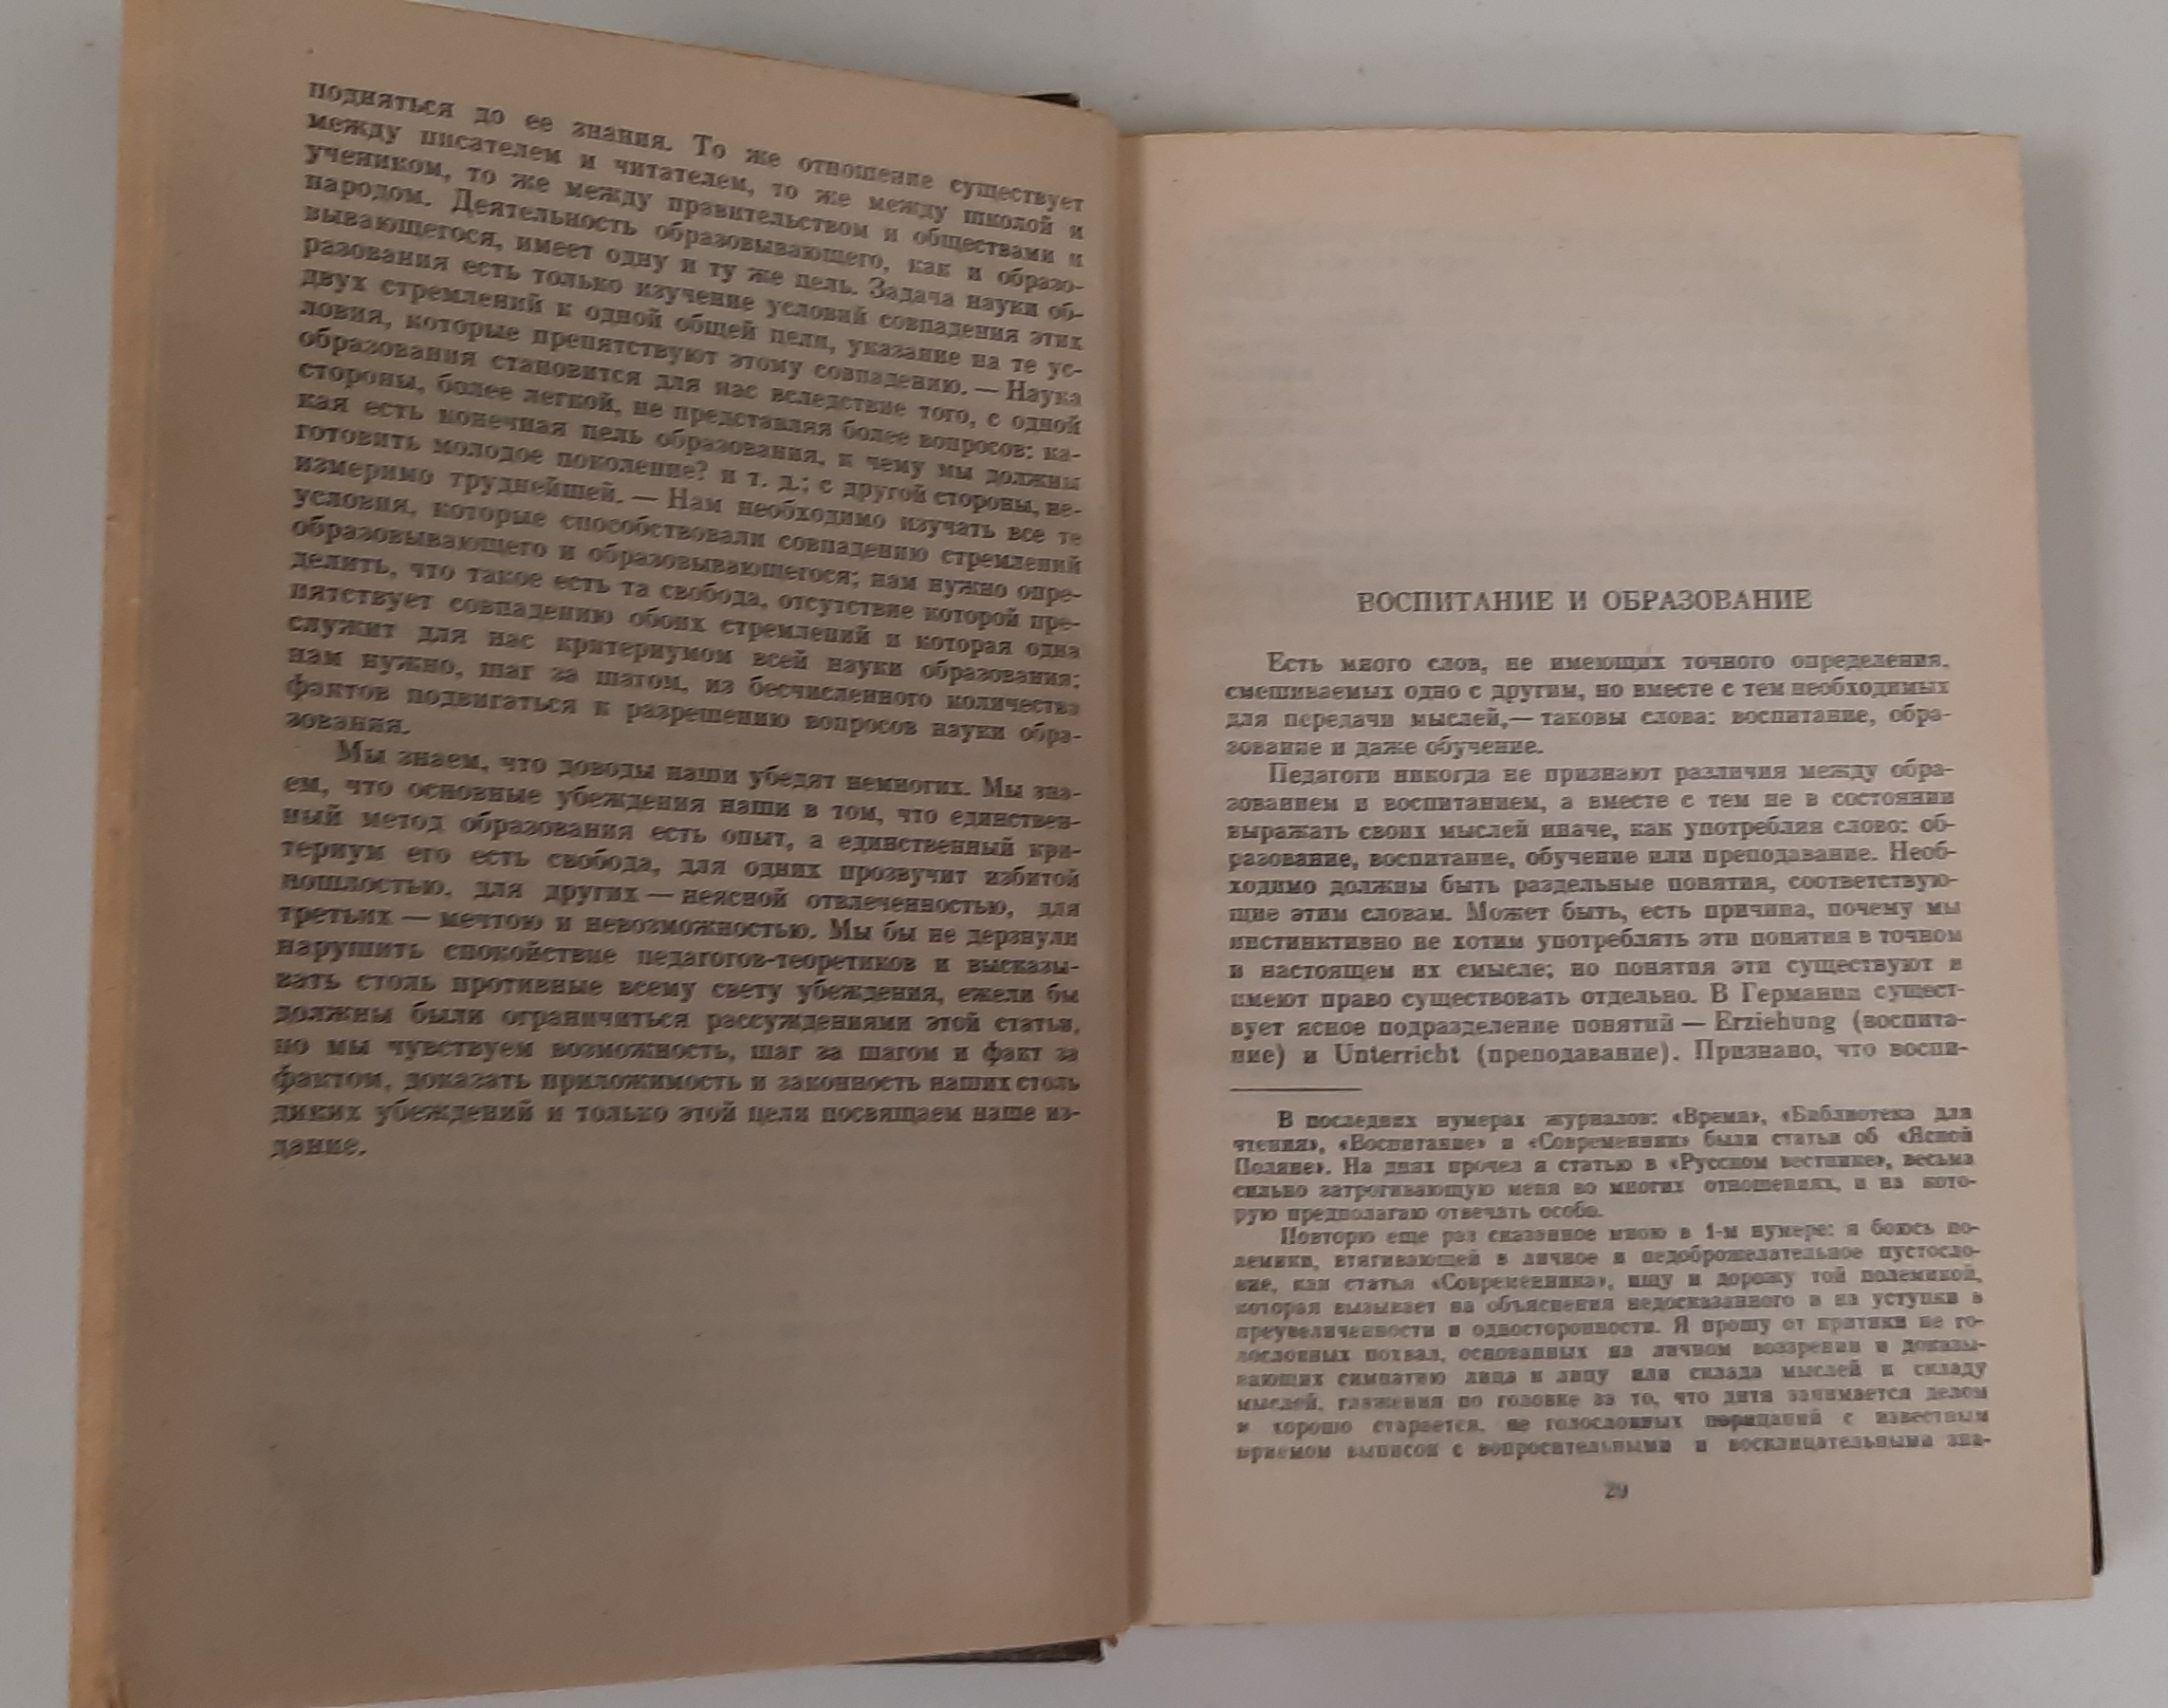 подняться до ее знания. То же отношение существует
между писателем и читателем, то же между школой и
учеником, то же между правительством и обществами и
народом. Деятельность образовывающего, как и образо-
вывающегося, имеет одну и ту же цель. Задача науки об-
разования есть только изучение условий совпадения этих
двух стремлений к одной общей цели, указание на те ус-
ловия, которые препятствуют этому совпадению. — Наука
образования становится для нас вследствие того, с одной
стороны, более легкой, не представляя более вопросов: ка-
кая есть конечная цель образования, к чему мы должны
готовить молодое поколение? и т. д.; с другой стороны, не-
измеримо труднейшей. — Нам необходимо изучать все те
условия, которые способствовали совпадению стремлений
образовывающего и образовывающегося; нам нужно опре-
делить, что такое есть та свобода, отсутствие которой пре-
пятствует совпадению обоих стремлений и которая одна
служит для нас критериумом всей науки образования;
нам нужно, шаг за шагом, из бесчисленного количества
фактов подвигаться к разрешению вопросов науки обра-
зования.
Мы знаем, что доводы наши убедят немногих. Мы зна-
ем, что основные убеждения наши в том, что единствен-
ный метод образования есть опыт, а единственный кри-
териум его есть свобода, для одних прозвучит избитой
пошлостью, для других — неясной отвлеченностью, для
третьих — мечтою и невозможностью. Мы бы не дерзнули
нарушить спокойствие педагогов-теоретиков и высказы-
вать столь противные всему свету убеждения, ежели бы
должны были ограничиться рассуждениями этой статьи,
но мы чувствуем возможность, шаг за шагом и факт за
фактом, доказать приложимость и законность наших столь
диких убеждений и только этой цели посвящаем наше из-
дание.
ВОСПИТАНИЕ И ОБРАЗОВАНИЕ
Есть много слов, не имеющих точного определения,
смешиваемых одно с другим, но вместе с тем необходимых
для передачи мыслей,— таковы слова: воспитание, обра-
зование и даже обучение.
Педагоги никогда не признают различия между обра-
зованием и воспитанием, а вместе с тем не в состоянии
выражать своих мыслей иначе, как употребляя слово: об-
разование, воспитание, обучение или преподавание. Необ-
ходимо должны быть раздельные понятия, соответствую-
щие этим словам. Может быть, есть причина, почему мы
инстинктивно не хотим употреблять эти понятия в точном
и настоящем их смысле; но понятия эти существуют и
имеют право существовать отдельно. В Германии сущест-
вует ясное подразделение понятий — Erziehung (воспита-
ние) и Unterricht (преподавание). Признано, что воспи-
В последних нумерах журналов: «Время», «Библиотека для
чтения», «Воспитание» и «Современник» были статьи об «Ясной
Поляне». На днях прочел я статью в «Русском вестнике», весьма
сильно затрогивающую меня во многих отношениях, и на кото-
рую предполагаю отвечать особо.
Повторю еще раз сказанное мною в 1-м нумере: я боюсь по-
лемики, втягивающей в личное и недоброжелательное пустосло-
вие, как статья «Современника», ищу и дорожу той полемикой,
которая вызывает на объяснения недосказанного и на уступки в
преувеличенности и односторонности. Я прошу от критики не го-
лословных похвал, основанных на личном воззрении и доказы-
вающих симпатию лица к лицу или склада мыслей к складу
мыслей, глажения по головке за то, что дитя занимается делом
и хорошо старается, не голословных порицаний с известным
приемом выписок с вопросительными и восклицательными зна-
29